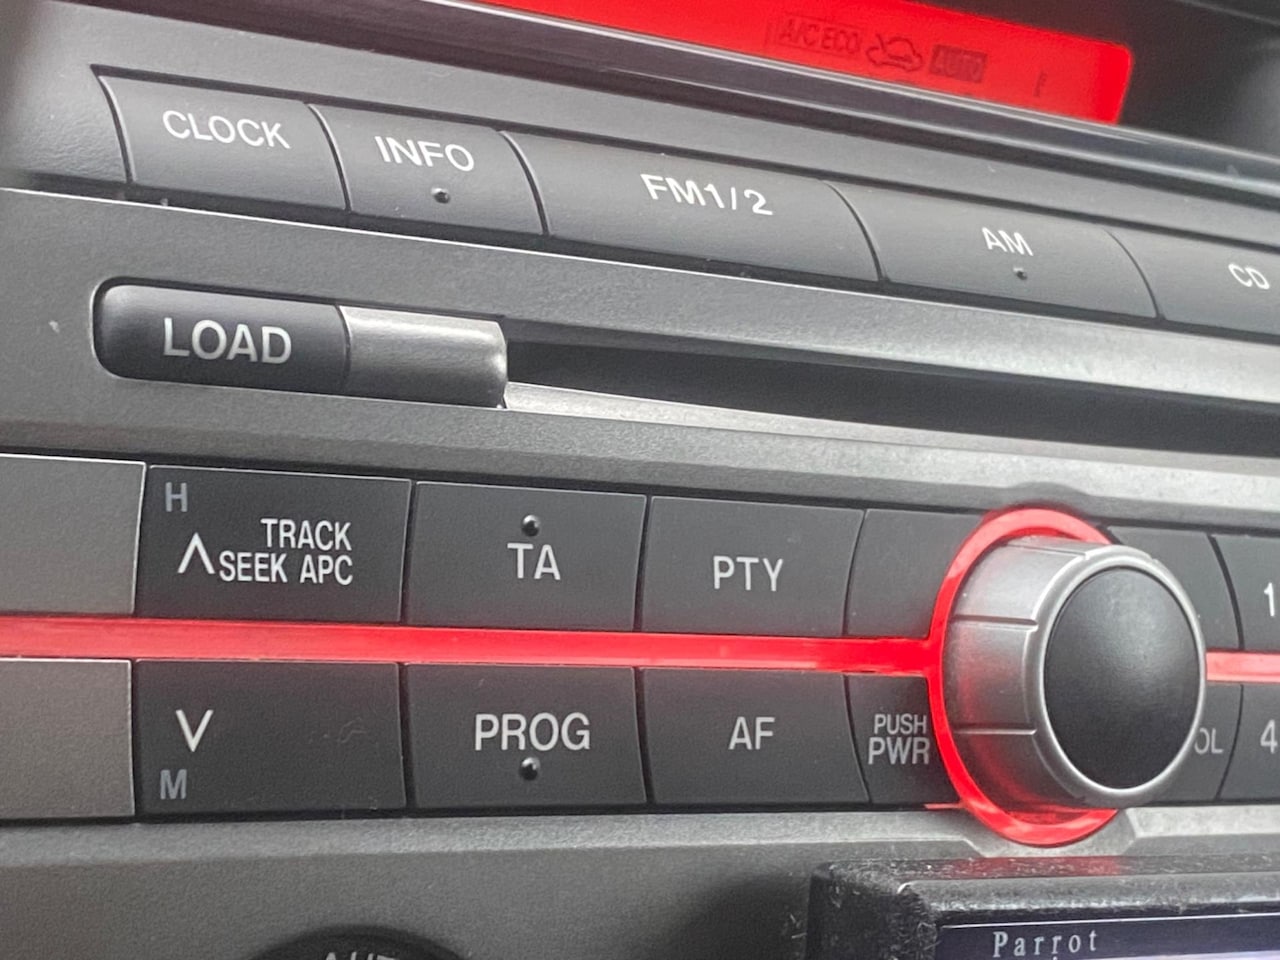 A/C ECO AUTO
CLOCK
INFO
FM1/2
AM
CD
LOAD
H
TRACK
SEEK APC
TA
PTY
1
M
PROG
AF
PUSH
PWR
OL
4
Parrot